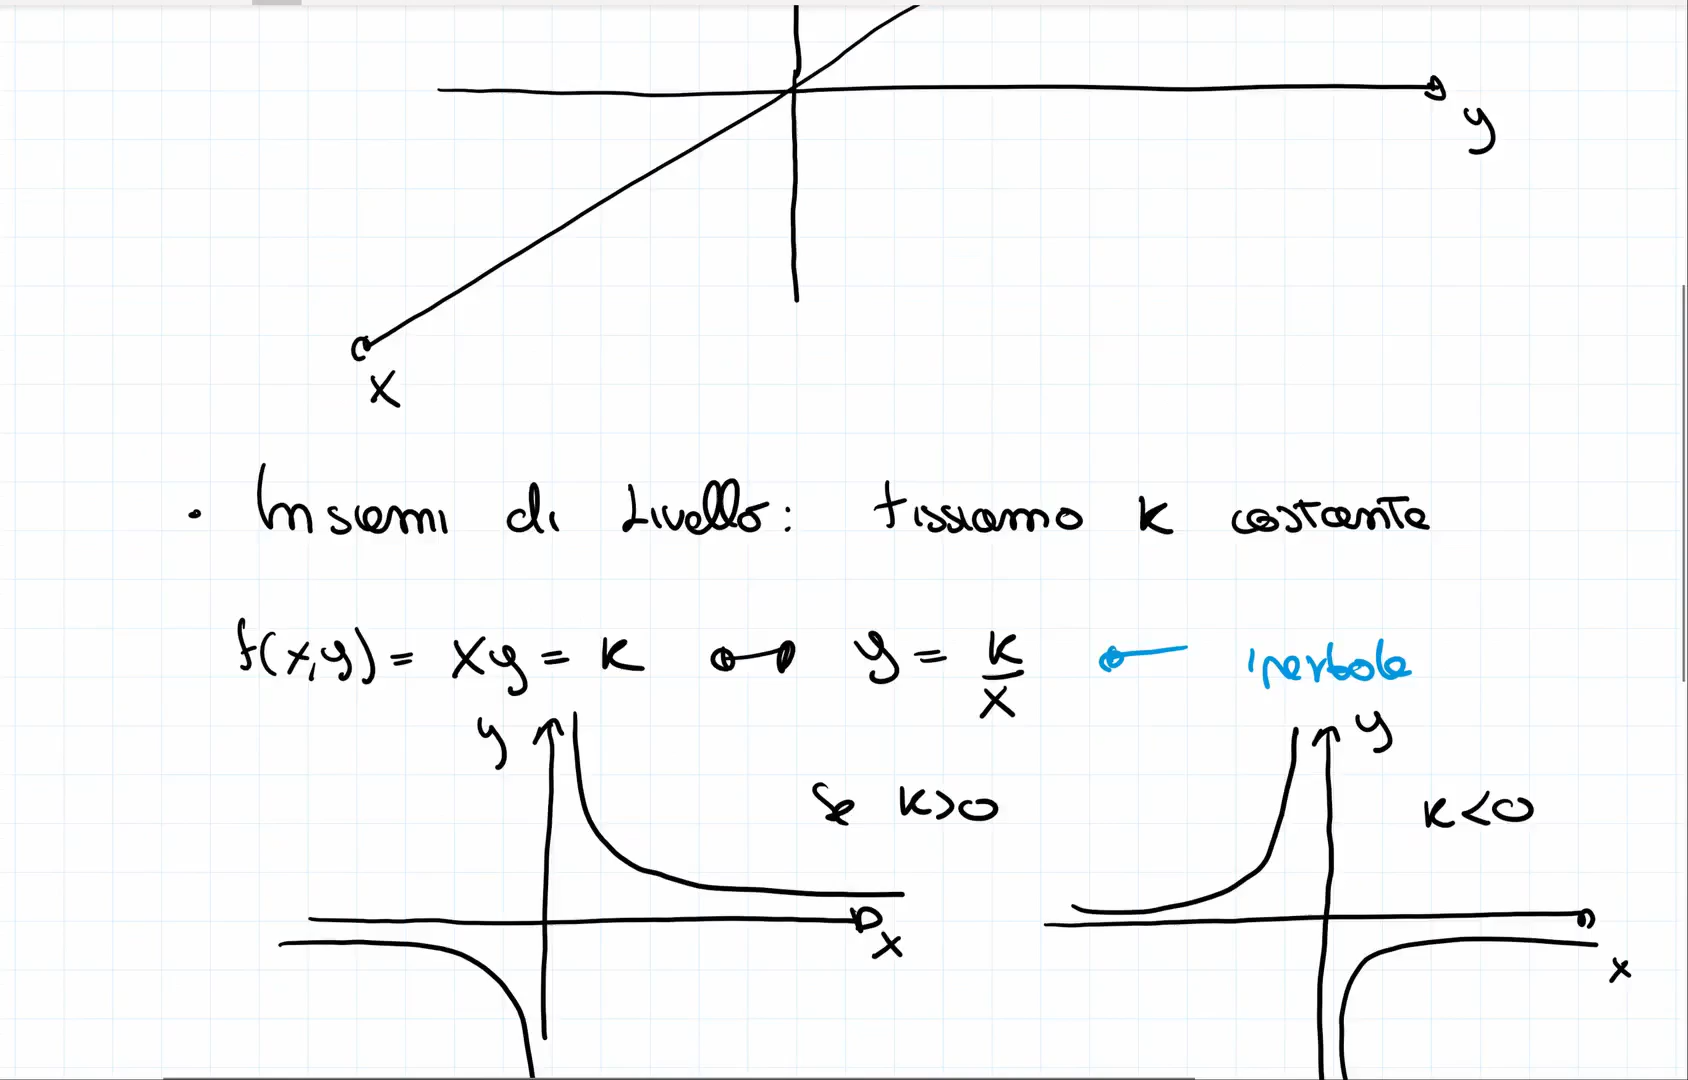 y
x
. Insiemi di Livello: fissiamo k costante
f(x,y) = xy = k ↔ y = k/x ← iperbole
y y
se k>0 k<0
x
x